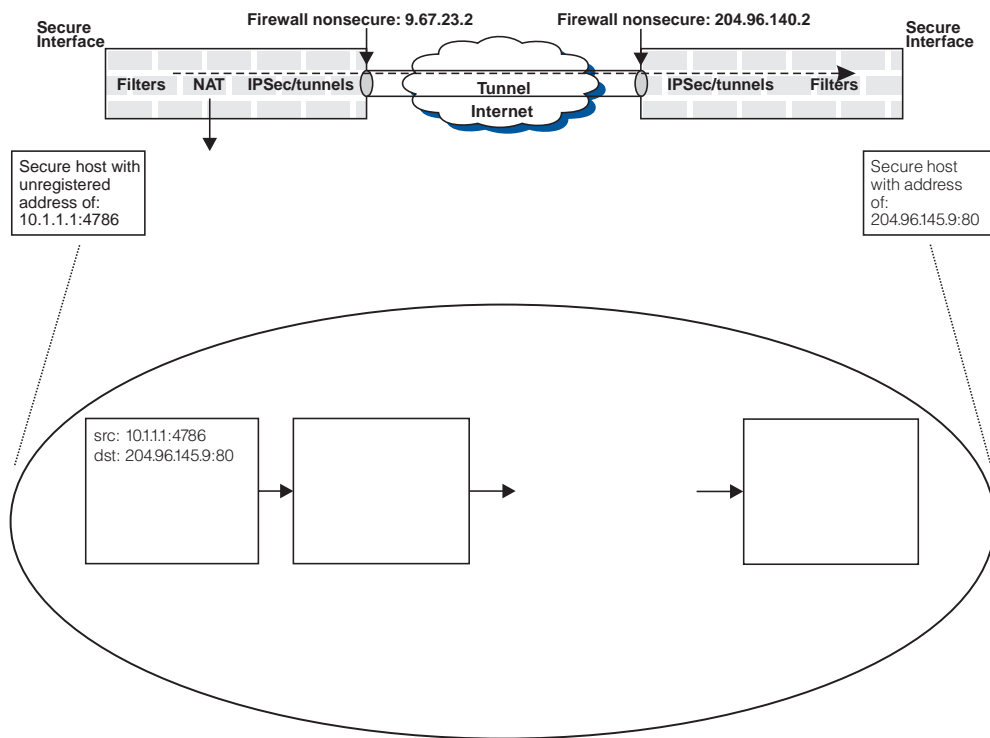 Firewall nonsecure: 9.67.23.2
Firewall nonsecure: 204.96.140.2
Secure
Interface
Secure
Interface
Filters NAT IPSec/tunnels
Tunnel
Internet
IPSec/tunnels Filters
Secure host with
unregistered
address of:
10.1.1.1:4786
Secure host
with address
of:
204.96.145.9:80
src: 10.1.1.1:4786
dst: 204.96.145.9:80